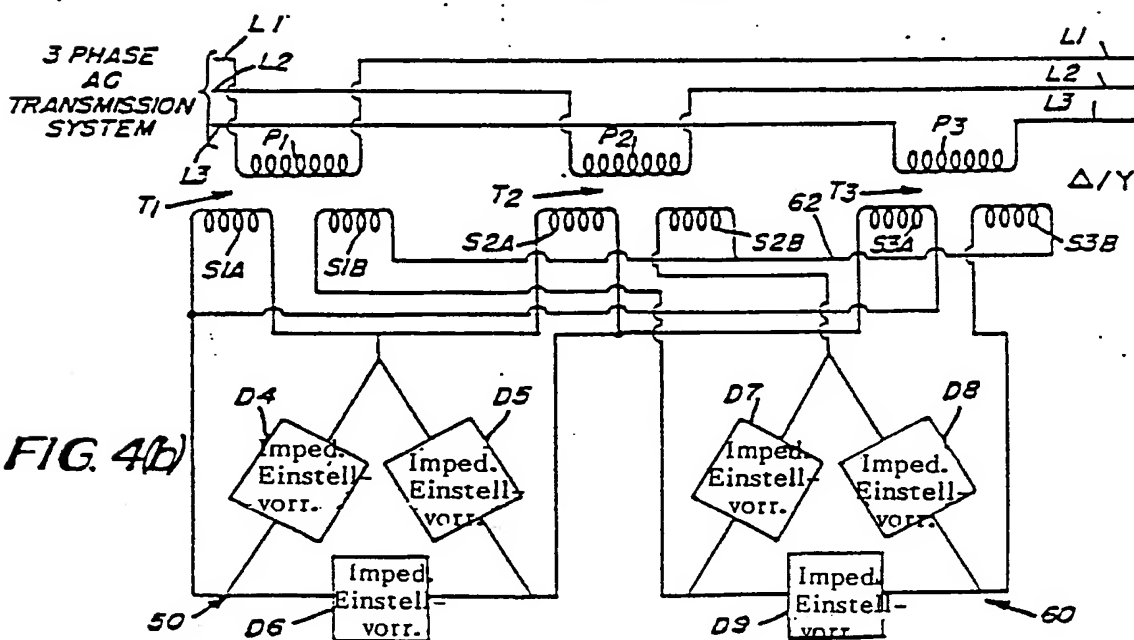 3 PHASE
AC
TRANSMISSION
SYSTEM
L1
L2
L3
L1
L2
L3
P1
P2
P3
Δ/Y
T1
T2
T3
62
S1A
S1B
S2A
S2B
S3A
S3B
FIG. 4(b)
D4
Imped.
Einstell-
vorr.
D5
Imped.
Einstell-
vorr.
D7
Imped.
Einstell-
vorr.
D8
Imped.
Einstell-
vorr.
50
D6
Imped.
Einstell-
vorr.
D9
Imped.
Einstell-
vorr.
60